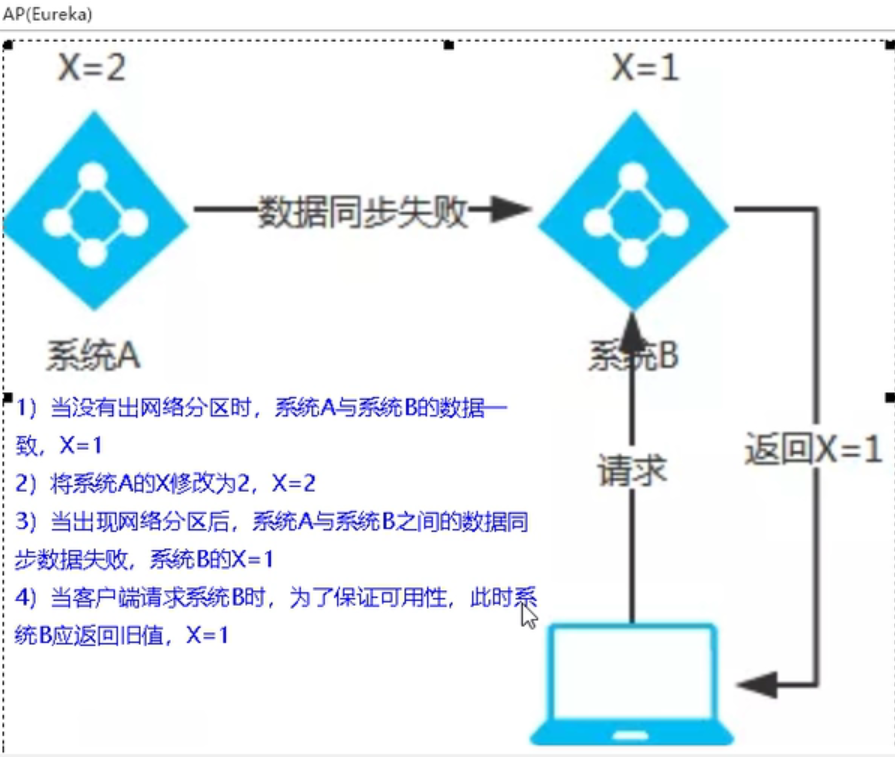 AP(Eureka)
X=2
X=1
数据同步失败
系统A
系统B
1）当没有出网络分区时，系统A与系统B的数据一
致，X=1
2）将系统A的X修改为2，X=2
3）当出现网络分区后，系统A与系统B之间的数据同
步数据失败，系统B的X=1
4）当客户端请求系统B时，为了保证可用性，此时系
统B应返回旧值，X=1
请求
返回X=1